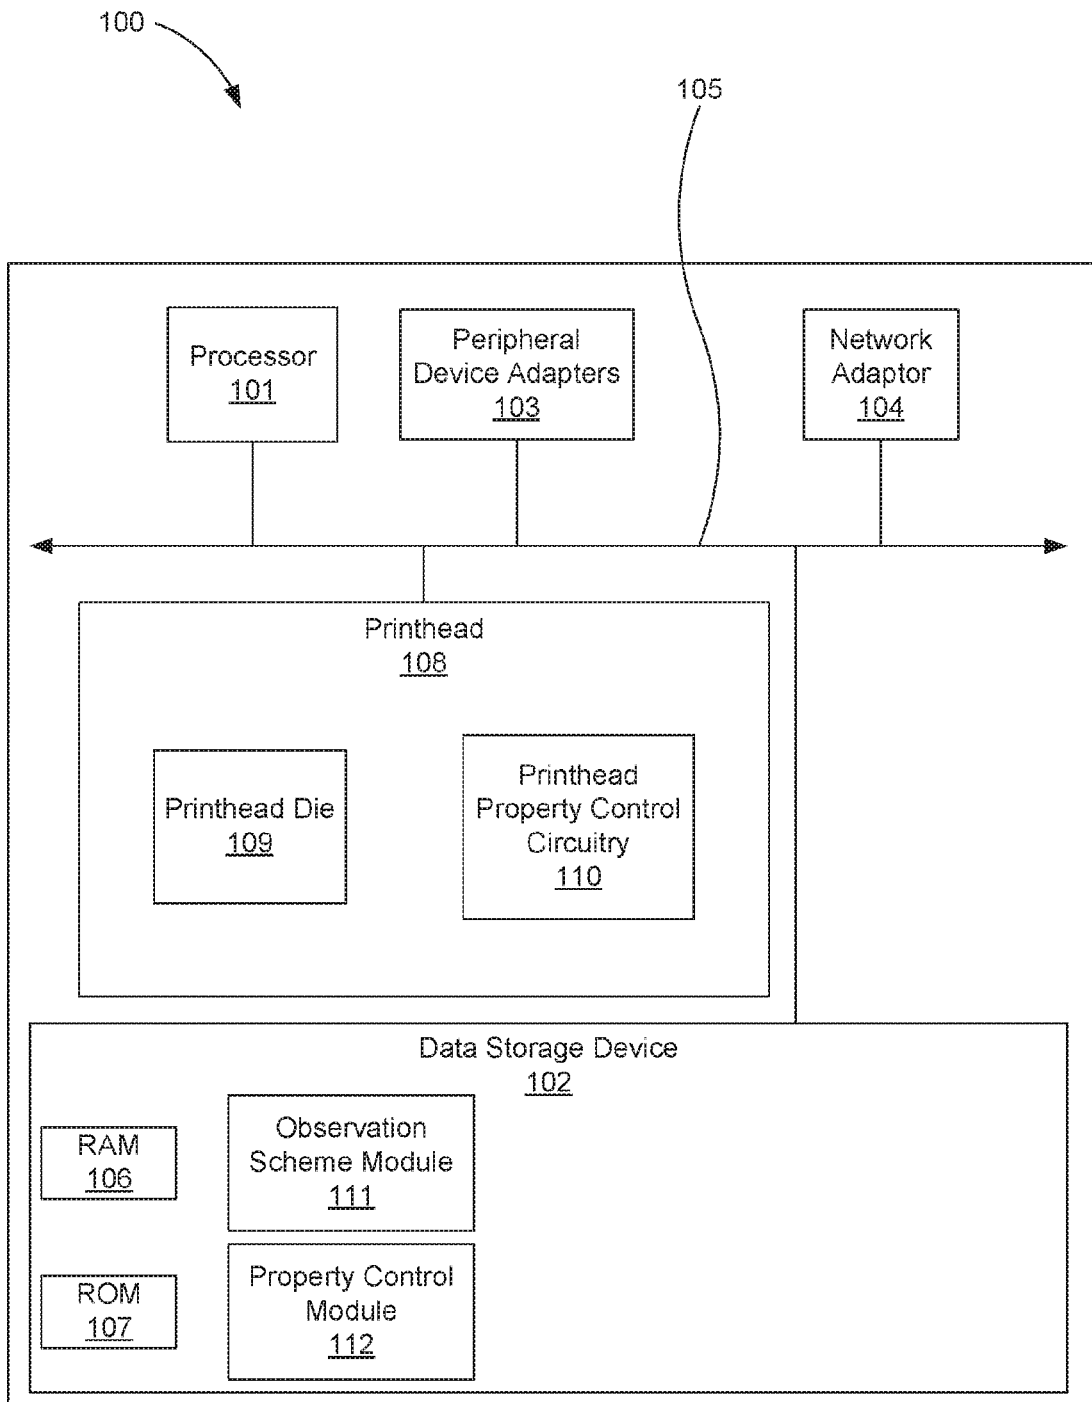 100
105
Processor
101
Peripheral
Device Adapters
103
Network
Adaptor
104
Printhead
108
Printhead Die
109
Printhead
Property Control
Circuitry
110
Data Storage Device
102
RAM
106
Observation
Scheme Module
111
ROM
107
Property Control
Module
112